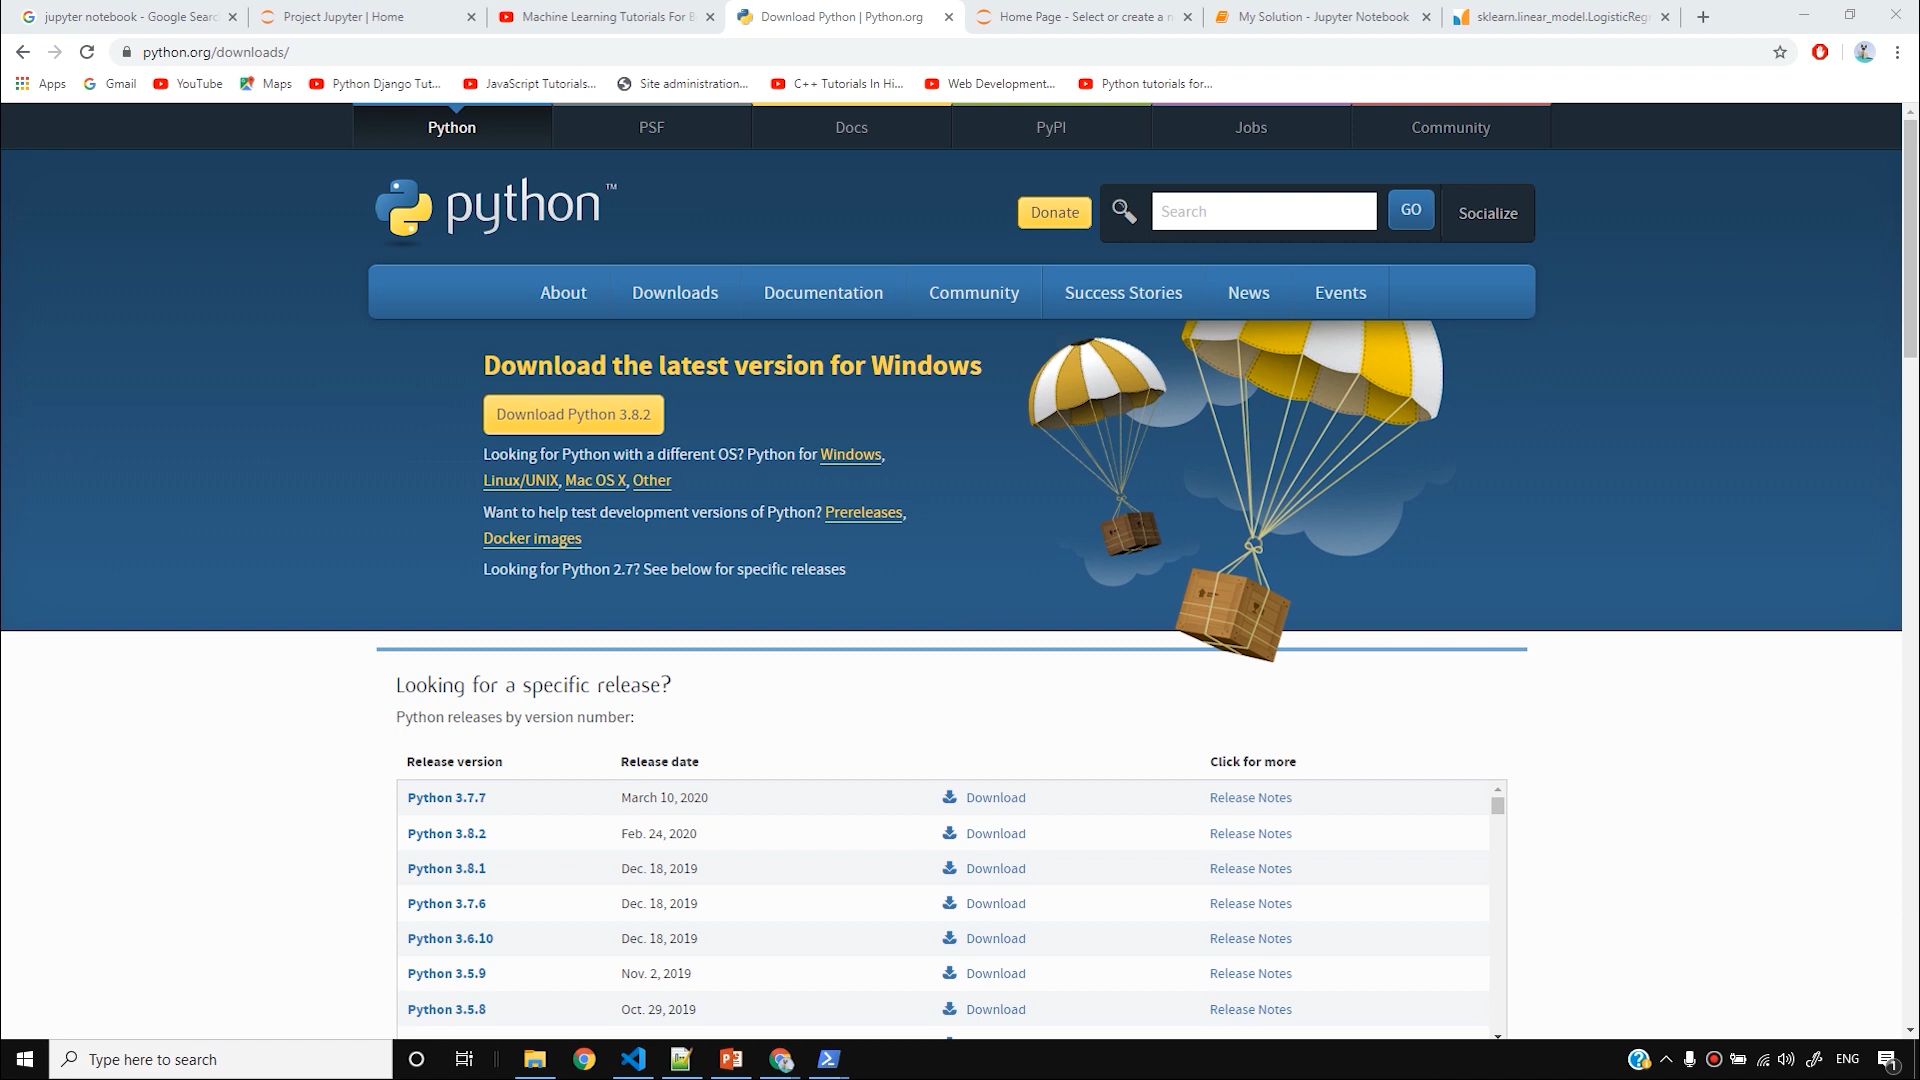 jupyter notebook - Google Searc
Project Jupyter | Home
Machine Learning Tutorials For B
Download Python | Python.org
Home Page - Select or create a n
My Solution - Jupyter Notebook
sklearn.linear_model.LogisticReg
python.org/downloads/
Apps
Gmail
YouTube
Maps
Python Django Tut...
JavaScript Tutorials...
Site administration...
C++ Tutorials In Hi...
Web Development...
Python tutorials for...
Python
PSF
Docs
PyPI
Jobs
Community
python™
Donate
Search
GO
Socialize
About
Downloads
Documentation
Community
Success Stories
News
Events
Download the latest version for Windows
Download Python 3.8.2
Looking for Python with a different OS? Python for Windows,
Linux/UNIX, Mac OS X, Other
Want to help test development versions of Python? Prereleases,
Docker images
Looking for Python 2.7? See below for specific releases
Looking for a specific release?
Python releases by version number:
Release version Release date Click for more
Python 3.7.7 March 10, 2020 Download Release Notes
Python 3.8.2 Feb. 24, 2020 Download Release Notes
Python 3.8.1 Dec. 18, 2019 Download Release Notes
Python 3.7.6 Dec. 18, 2019 Download Release Notes
Python 3.6.10 Dec. 18, 2019 Download Release Notes
Python 3.5.9 Nov. 2, 2019 Download Release Notes
Python 3.5.8 Oct. 29, 2019 Download Release Notes
Type here to search
ENG
1